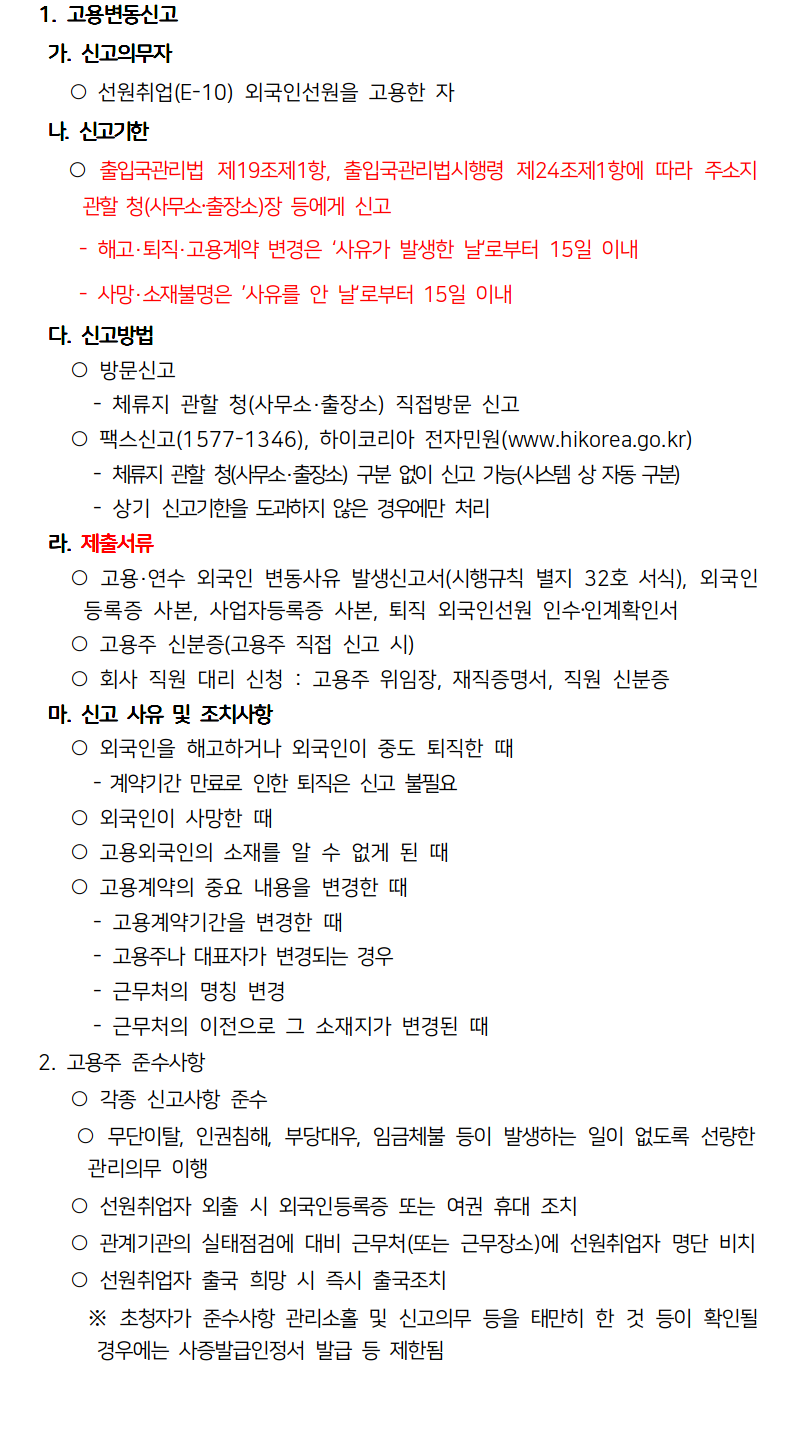 1. 고용변동신고
가. 신고의무자
○ 선원취업(E-10) 외국인선원을 고용한 자
나. 신고기한
○ 출입국관리법 제19조제1항, 출입국관리법시행령 제24조제1항에 따라 주소지
관할 청(사무소·출장소)장 등에게 신고
- 해고·퇴직·고용계약 변경은 ‘사유가 발생한 날‘로부터 15일 이내
- 사망·소재불명은 ’사유를 안 날‘로부터 15일 이내
다. 신고방법
○ 방문신고
- 체류지 관할 청(사무소·출장소) 직접방문 신고
○ 팩스신고(1577-1346), 하이코리아 전자민원(www.hikorea.go.kr)
- 체류지 관할 청(사무소·출장소) 구분 없이 신고 가능(시스템 상 자동 구분)
- 상기 신고기한을 도과하지 않은 경우에만 처리
라. 제출서류
○ 고용·연수 외국인 변동사유 발생신고서(시행규칙 별지 32호 서식), 외국인
등록증 사본, 사업자등록증 사본, 퇴직 외국인선원 인수·인계확인서
○ 고용주 신분증(고용주 직접 신고 시)
○ 회사 직원 대리 신청 : 고용주 위임장, 재직증명서, 직원 신분증
마. 신고 사유 및 조치사항
○ 외국인을 해고하거나 외국인이 중도 퇴직한 때
- 계약기간 만료로 인한 퇴직은 신고 불필요
○ 외국인이 사망한 때
○ 고용외국인의 소재를 알 수 없게 된 때
○ 고용계약의 중요 내용을 변경한 때
- 고용계약기간을 변경한 때
- 고용주나 대표자가 변경되는 경우
- 근무처의 명칭 변경
- 근무처의 이전으로 그 소재지가 변경된 때
2. 고용주 준수사항
○ 각종 신고사항 준수
○ 무단이탈, 인권침해, 부당대우, 임금체불 등이 발생하는 일이 없도록 선량한
관리의무 이행
○ 선원취업자 외출 시 외국인등록증 또는 여권 휴대 조치
○ 관계기관의 실태점검에 대비 근무처(또는 근무장소)에 선원취업자 명단 비치
○ 선원취업자 출국 희망 시 즉시 출국조치
※ 초청자가 준수사항 관리소홀 및 신고의무 등을 태만히 한 것 등이 확인될
경우에는 사증발급인정서 발급 등 제한됨